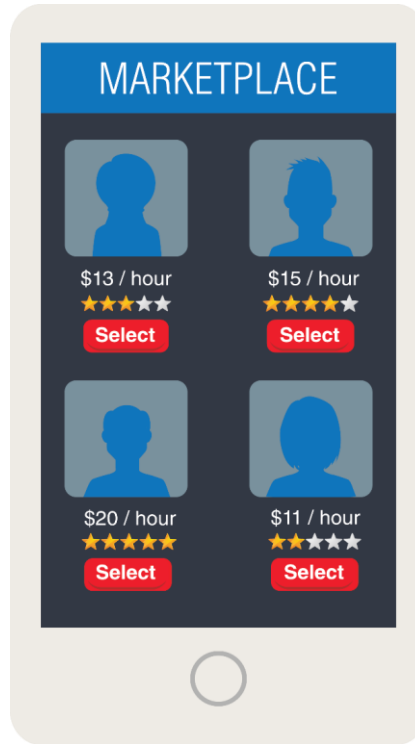 MARKETPLACE
$13 / hour
Select
$15 / hour
Select
$20 / hour
Select
$11 / hour
Select